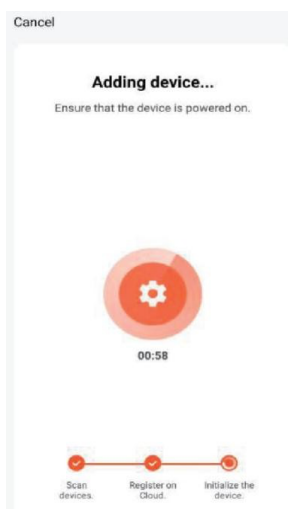 Cancel
Adding device...
Ensure that the device is powered on.
00:58
Scan
devices.
Register on
Cloud.
Initialize the
device.